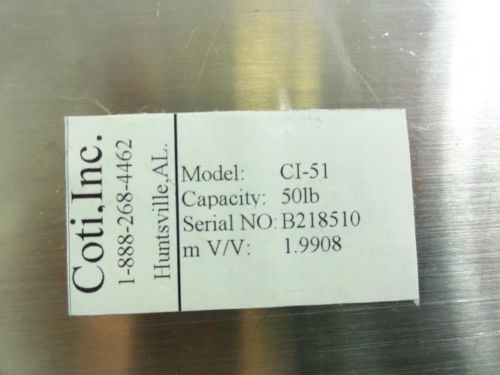 Coti,Inc.
1-888-268-4462
Huntsville,AL.
Model: CI-51
Capacity: 50lb
Serial NO: B218510
m V/V: 1.9908